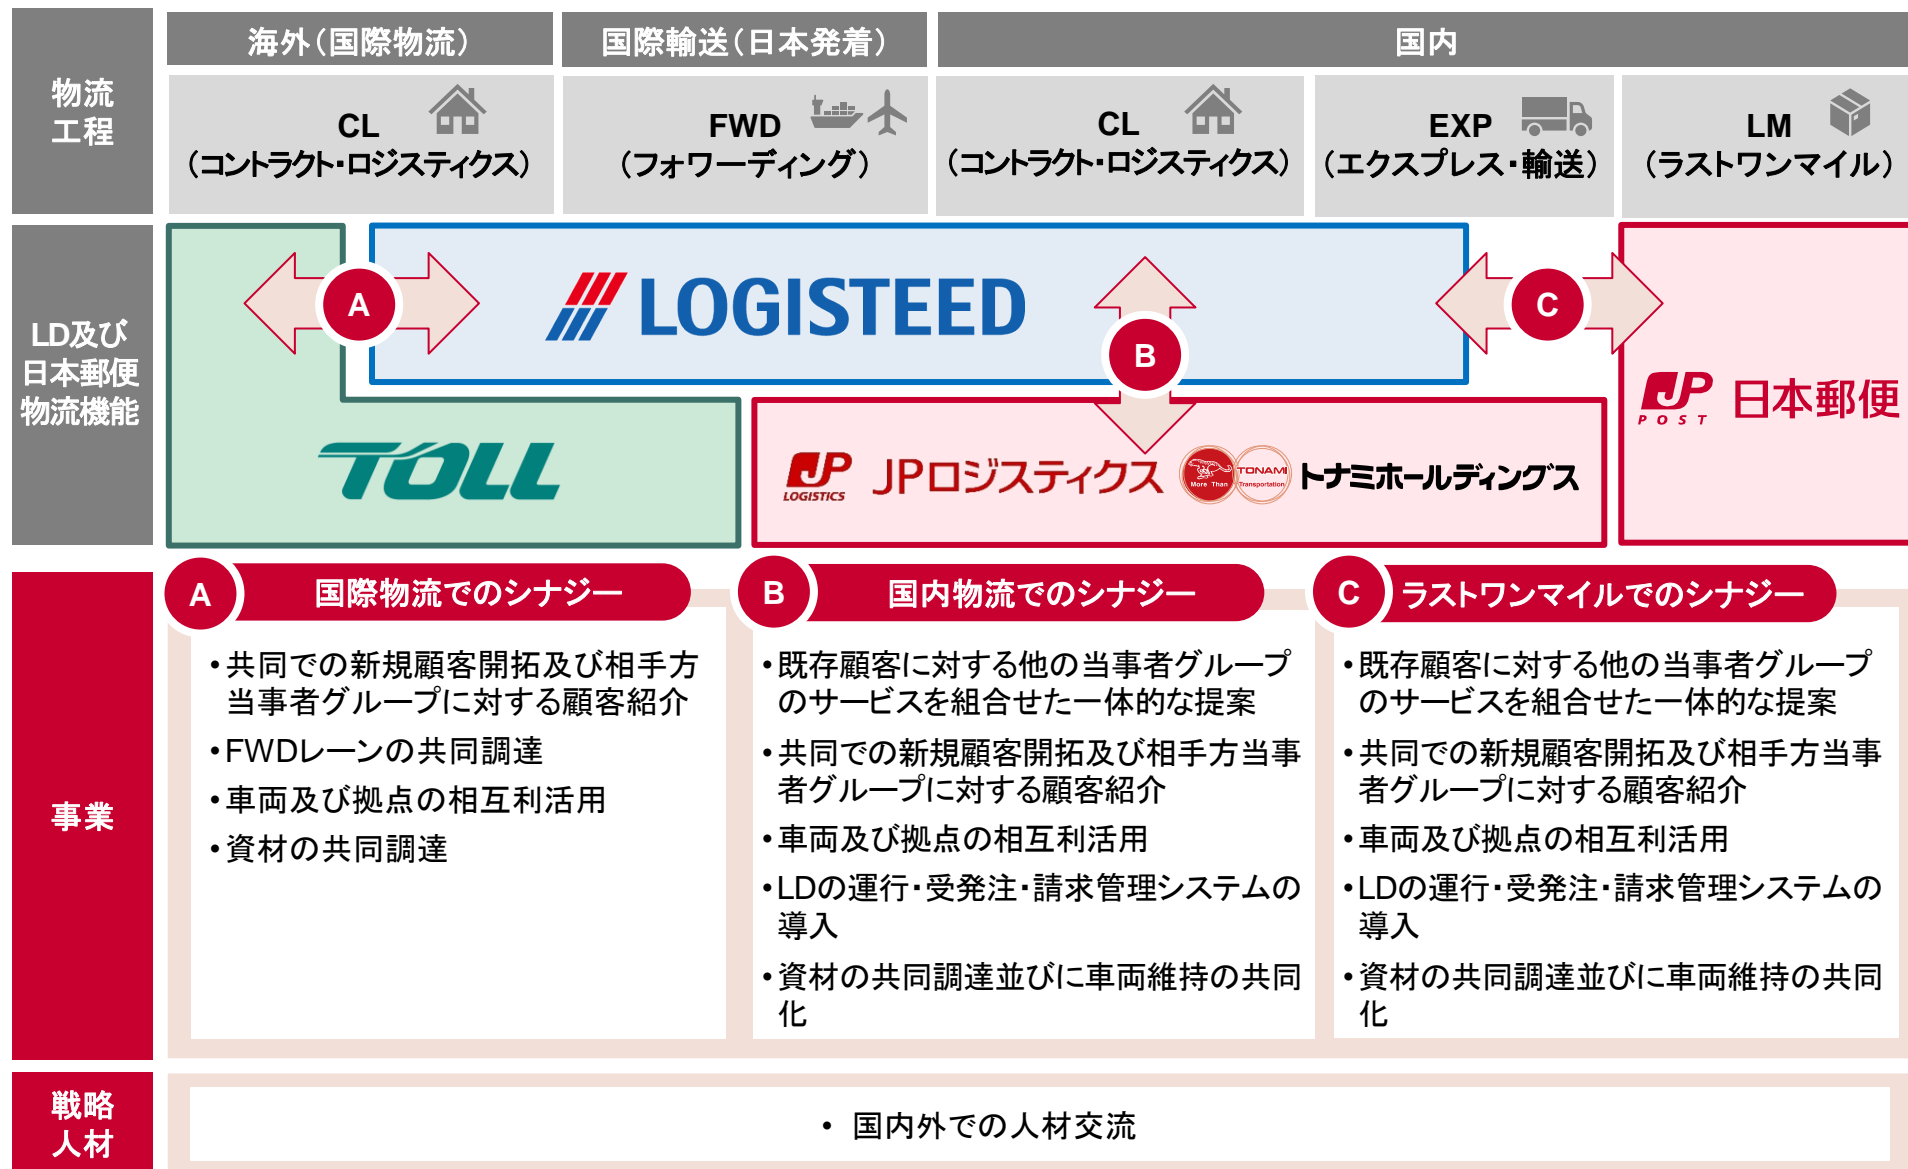 物流
工程
海外(国際物流)
国際輸送(日本発着)
国内
CL
(コントラクト・ロジスティクス)
FWD
(フォワーディング)
CL
(コントラクト・ロジスティクス)
EXP
(エクスプレス・輸送)
LM
(ラストワンマイル)
LD及び
日本郵便
物流機能
A
LOGISTEED
B
C
TOLL
JP
LOGISTICS
JPロジスティクス
More Than
TONAMI
Transportation
トナミホールディングス
JP
POST
日本郵便
事業
A
国際物流でのシナジー
・共同での新規顧客開拓及び相手方
当事者グループに対する顧客紹介
・FWDレーンの共同調達
・車両及び拠点の相互利活用
・資材の共同調達
B
国内物流でのシナジー
・既存顧客に対する他の当事者グループ
のサービスを組合せた一体的な提案
・共同での新規顧客開拓及び相手方当事
者グループに対する顧客紹介
・車両及び拠点の相互利活用
・LDの運行・受発注・請求管理システムの
導入
・資材の共同調達並びに車両維持の共同
化
C
ラストワンマイルでのシナジー
・既存顧客に対する他の当事者グループ
のサービスを組合せた一体的な提案
・共同での新規顧客開拓及び相手方当事
者グループに対する顧客紹介
・車両及び拠点の相互利活用
・LDの運行・受発注・請求管理システムの
導入
・資材の共同調達並びに車両維持の共同
化
戦略
人材
・ 国内外での人材交流